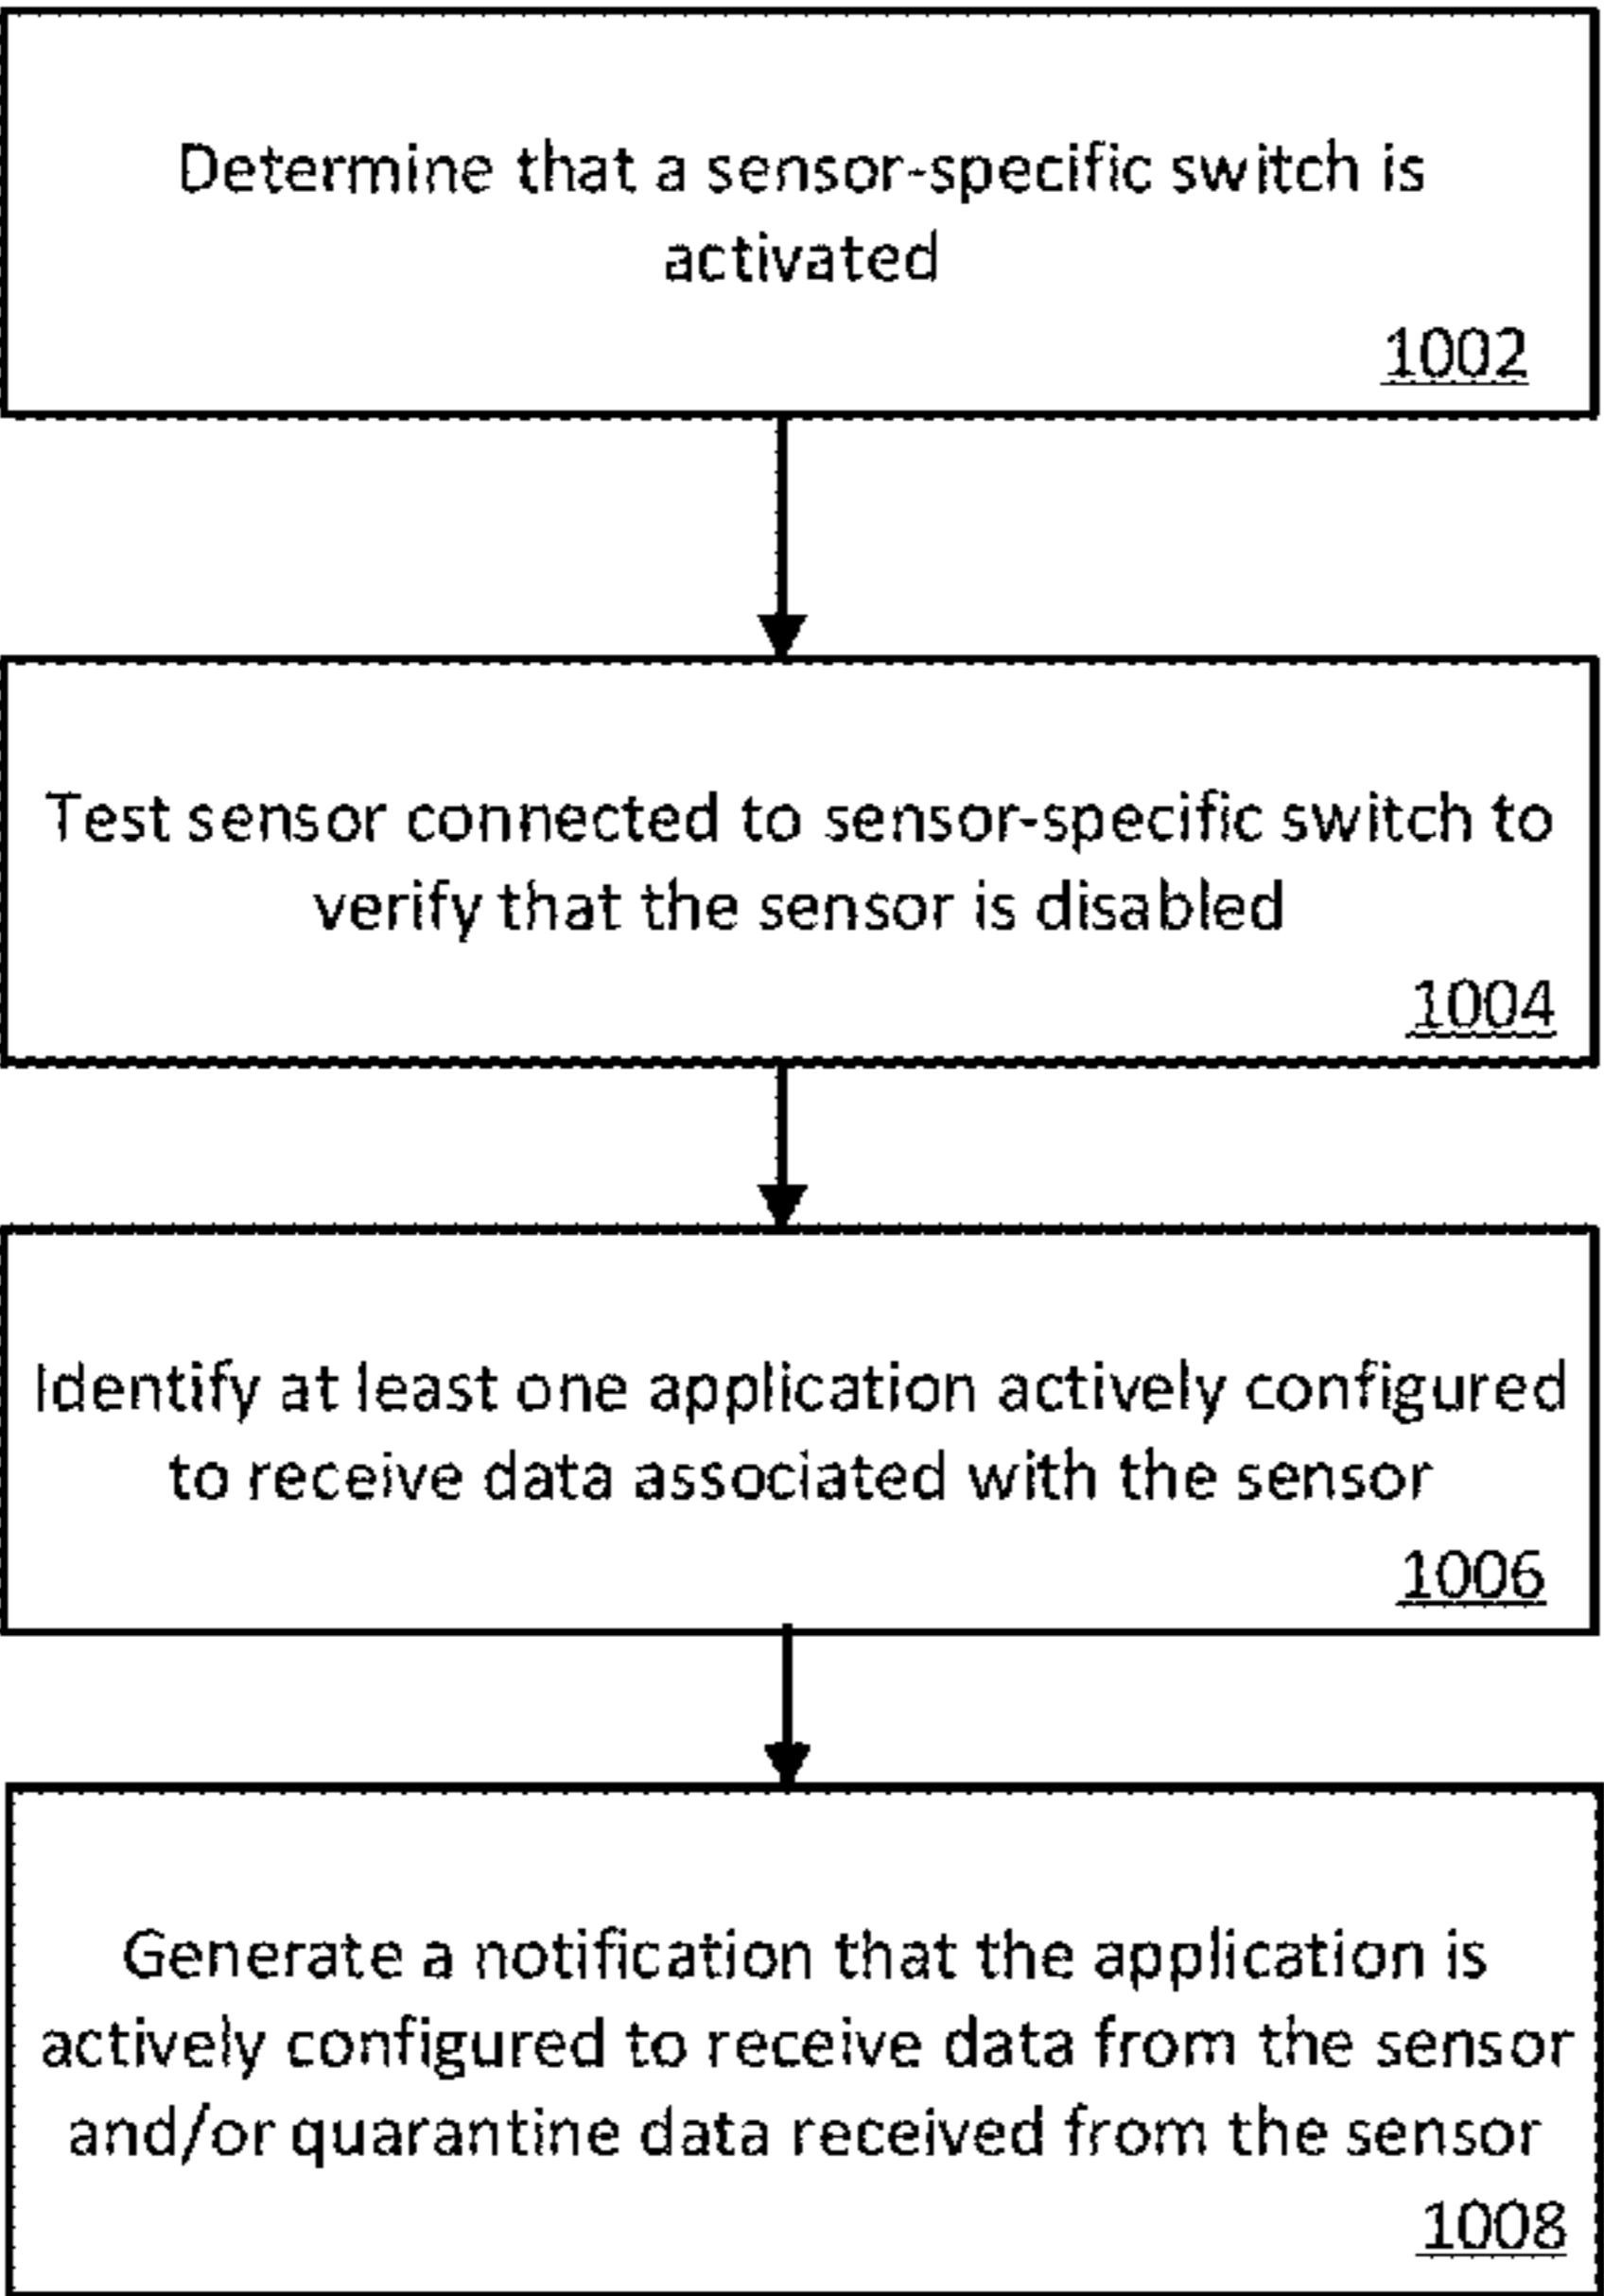 Determine that a sensor-specific switch is
activated
1002
Test sensor connected to sensor-specific switch to
verify that the sensor is disabled
1004
Identify at least one application actively configured
to receive data associated with the sensor
1006
Generate a notification that the application is
actively configured to receive data from the sensor
and/or quarantine data received from the sensor
1008